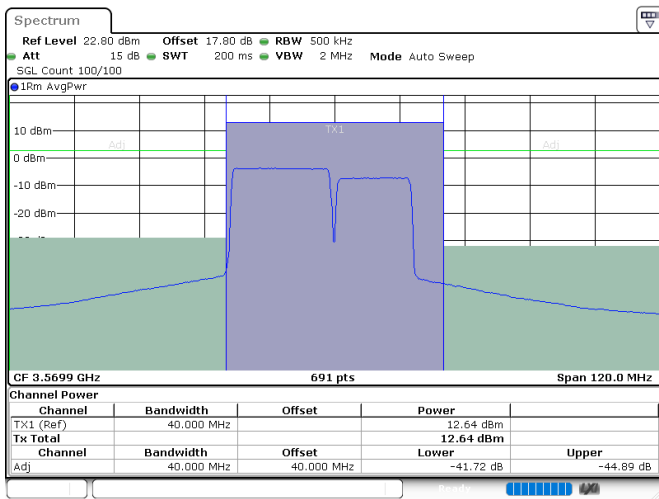 Spectrum
Ref Level 22.80 dBm Offset 17.80 dB RBW 500 kHz
Att 15 dB SWT 200 ms VBW 2 MHz Mode Auto Sweep
SGL Count 100/100
1Rm AvgPwr
TX1
10 dBm
Adj Adj
0 dBm
-10 dBm
-20 dBm
CF 3.5699 GHz 691 pts Span 120.0 MHz
Channel Power
Channel Bandwidth Offset Power
TX1 (Ref) 40.000 MHz 12.64 dBm
Tx Total 12.64 dBm
Channel Bandwidth Offset Lower Upper
Adj 40.000 MHz 40.000 MHz -41.72 dB -44.89 dB
Ready